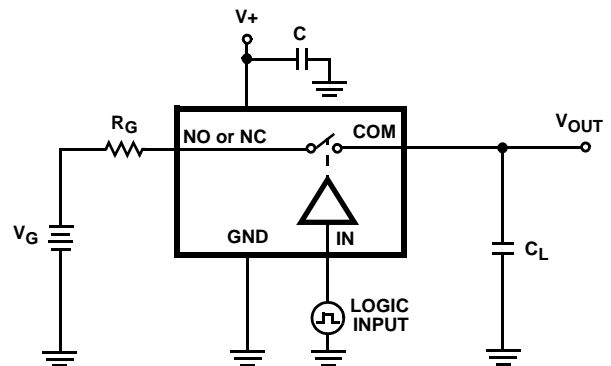 V+
C
RG
NO or NC
COM
VOUT
VG
GND
IN
CL
LOGIC
INPUT